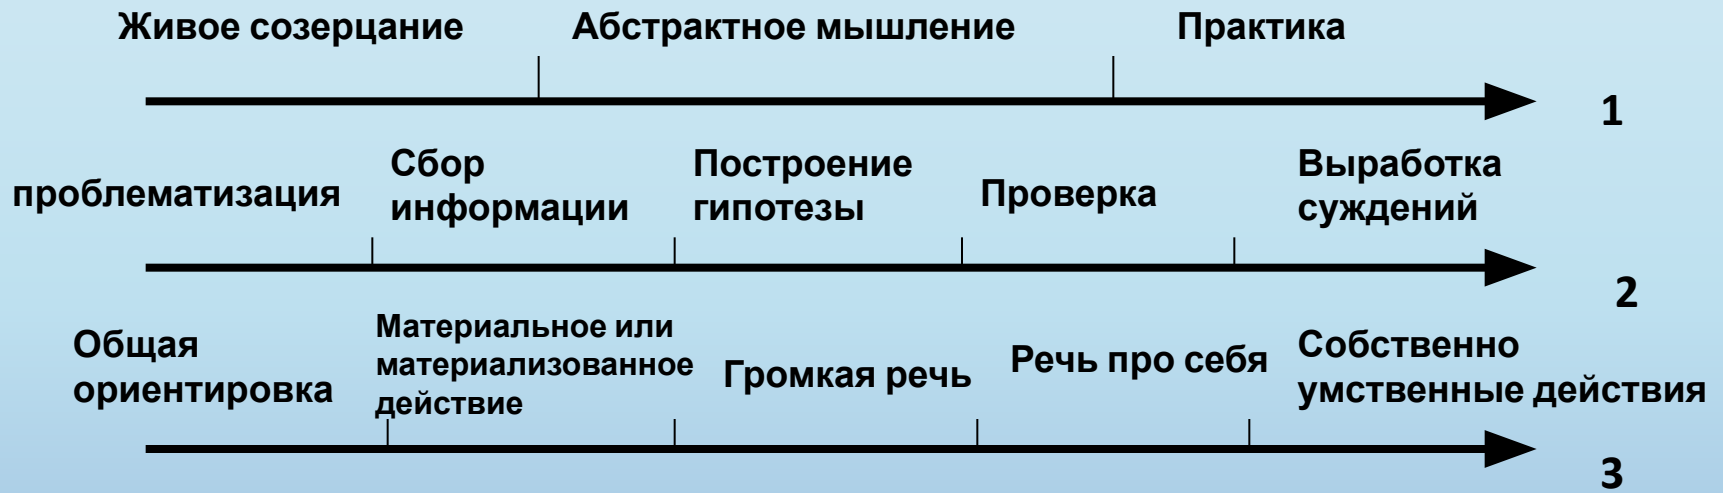 Живое созерцание Абстрактное мышление Практика
1
проблематизация
Сбор
информации
Построение
гипотезы
Проверка
Выработка
суждений
2
Общая
ориентировка
Материальное или
материализованное
действие
Громкая речь
Речь про себя
Собственно
умственные действия
3